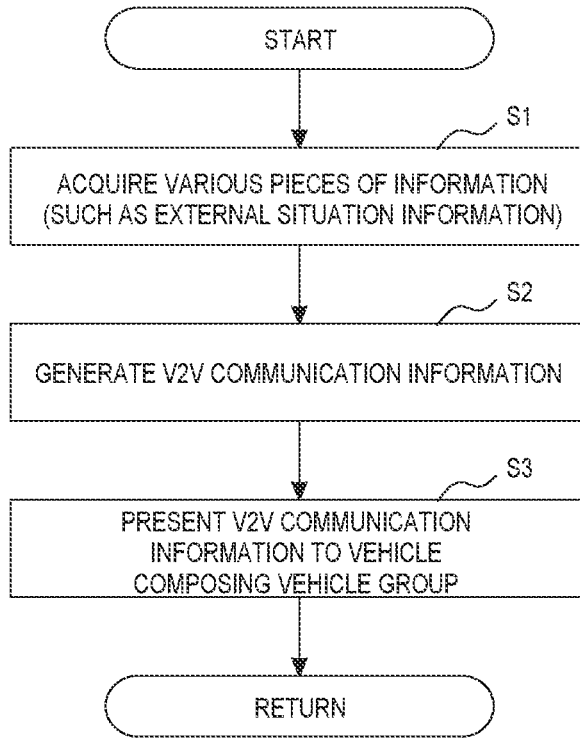 START
S1
ACQUIRE VARIOUS PIECES OF INFORMATION
(SUCH AS EXTERNAL SITUATION INFORMATION)
S2
GENERATE V2V COMMUNICATION INFORMATION
S3
PRESENT V2V COMMUNICATION
INFORMATION TO VEHICLE
COMPOSING VEHICLE GROUP
RETURN